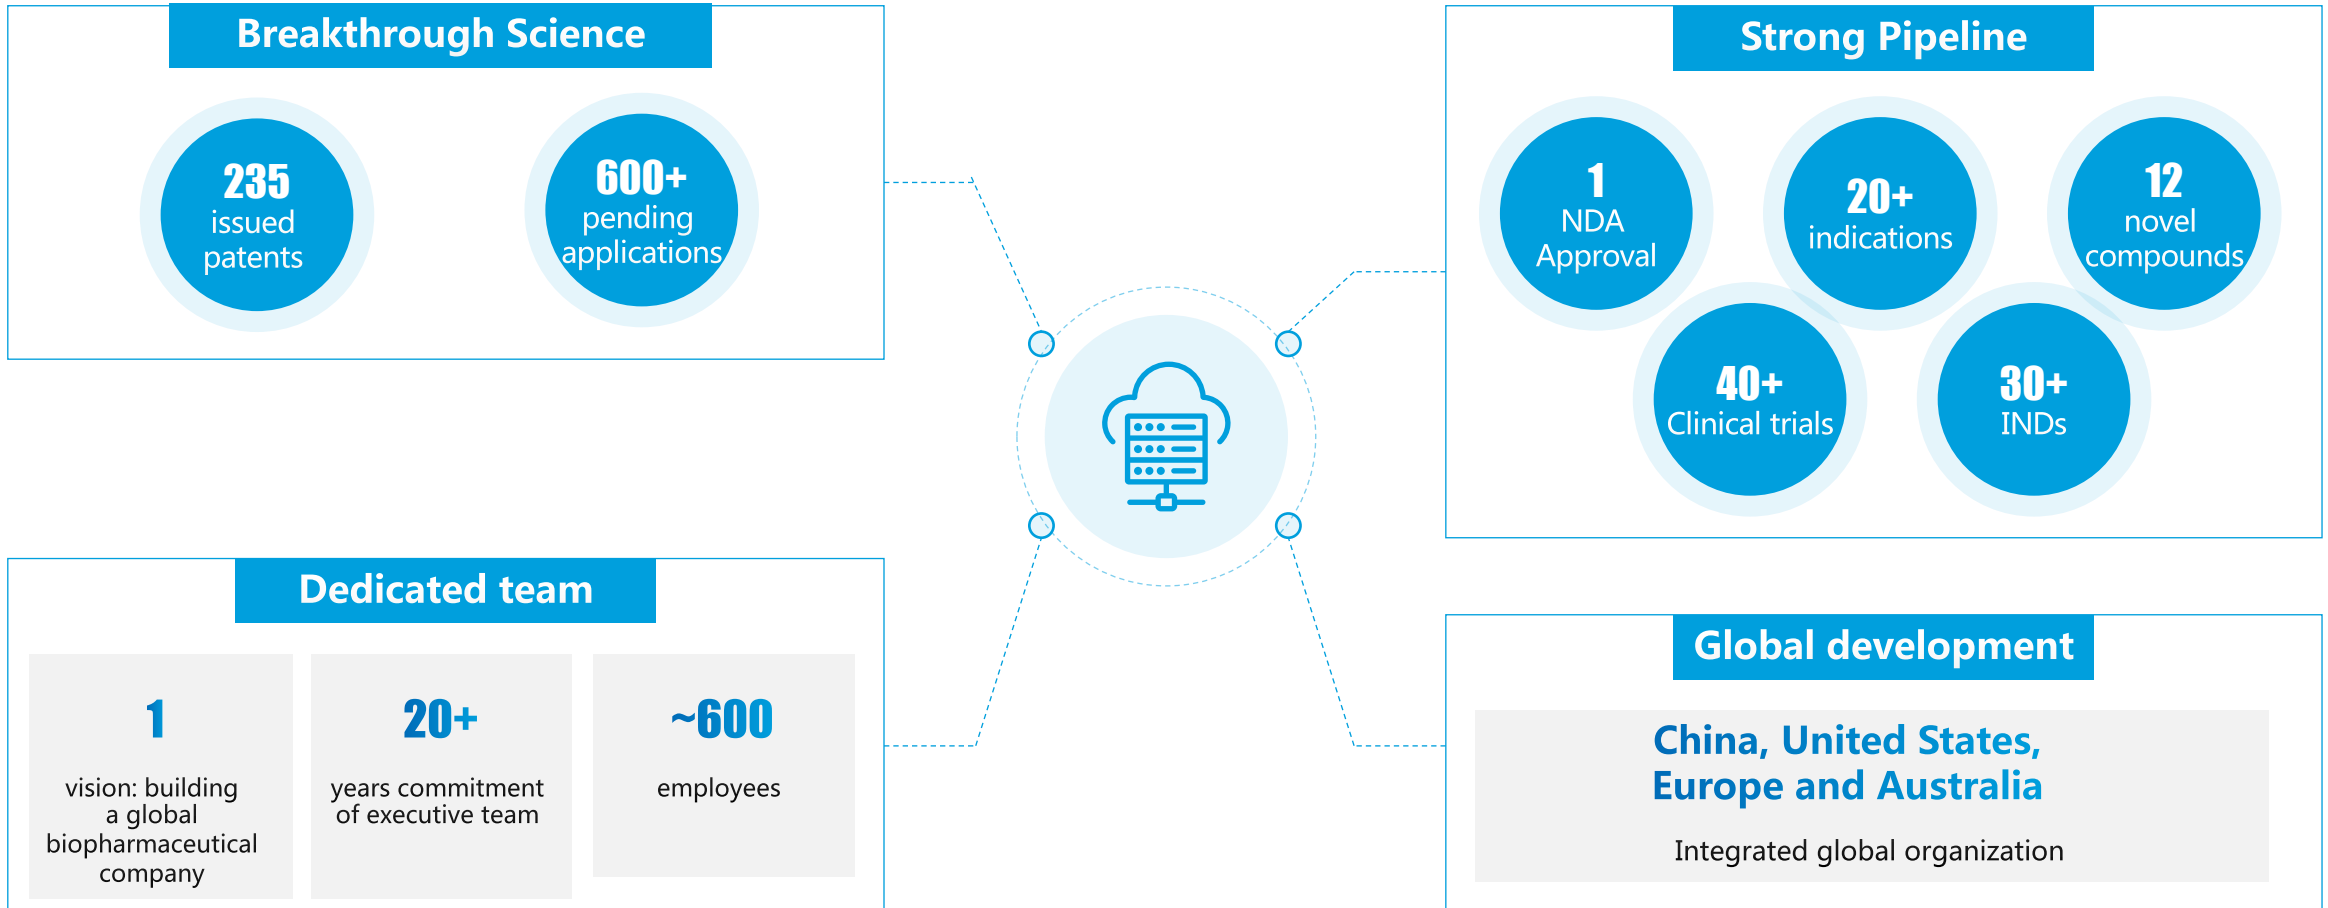 Breakthrough Science
235
issued
patents
600+
pending
applications
Strong Pipeline
1
NDA
Approval
20+
indications
12
novel
compounds
40+
Clinical trials
30+
INDs
Dedicated team
1
vision: building
a global
biopharmaceutical
company
20+
years commitment
of executive team
~600
employees
Global development
China, United States,
Europe and Australia
Integrated global organization